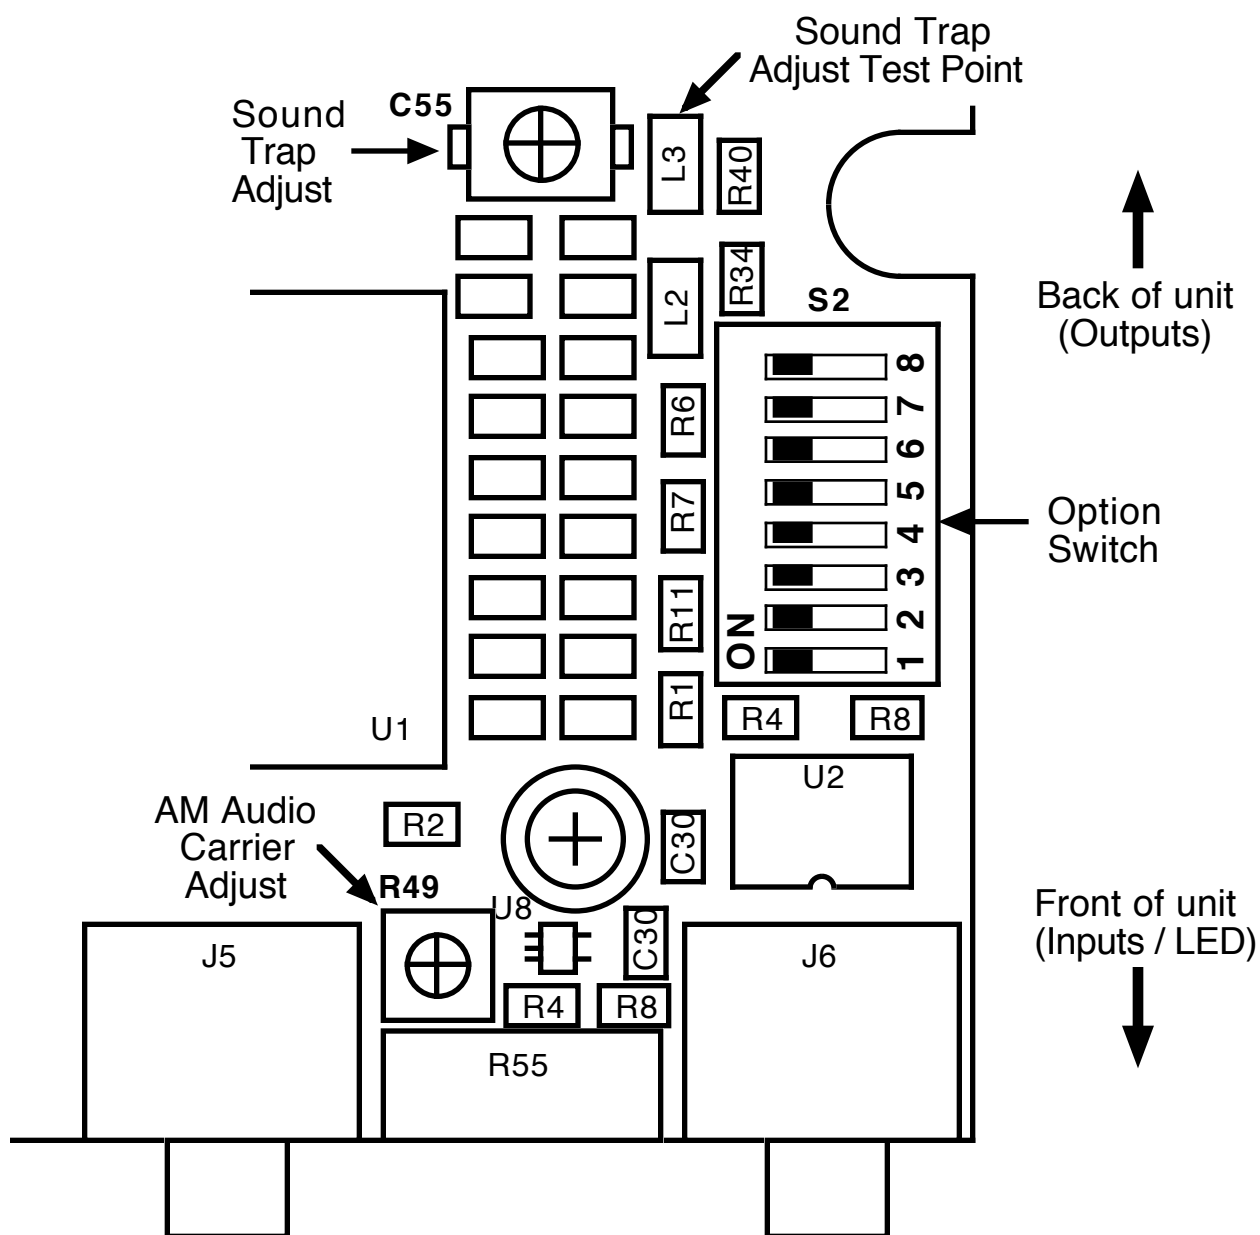 Sound Trap
Adjust Test Point
C55
Sound
Trap
Adjust
L3
R40
R34
Back of unit
(Outputs)
L2
S2
8
7
6
5
4
3
2
1
ON
R6
R7
Option
Switch
R11
R1
R4
R8
U1
U2
AM Audio
Carrier
Adjust
R2
C30
R49
U8
C30
Front of unit
(Inputs / LED)
J5
J6
R4
R8
R55